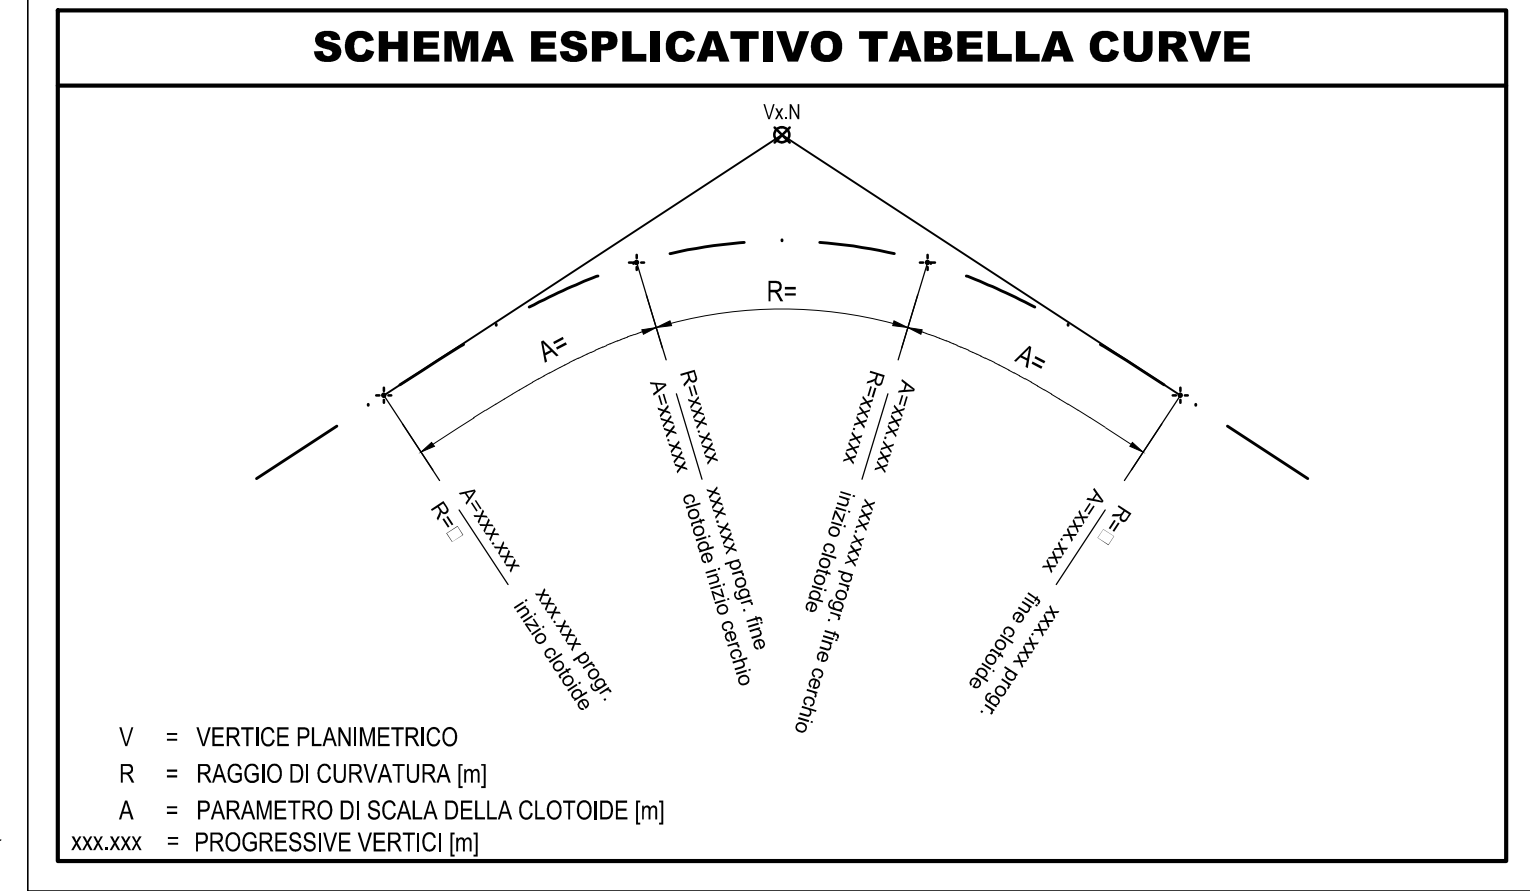 SCHEMA ESPLICATIVO TABELLA CURVE
Vx.N
R=
A=
A=
A=xxx.xxx
R=□
xxx.xxx progr.
inizio clotoide
R=xxx.xxx
A=xxx.xxx
xxx.xxx progr. fine
clotoide inizio cerchio
A=xxx.xxx
R=xxx.xxx
xxx.xxx progr. fine cerchio
inizio clotoide
R=□
A=xxx.xxx
xxx.xxx progr.
fine clotoide
V = VERTICE PLANIMETRICO
R = RAGGIO DI CURVATURA [m]
A = PARAMETRO DI SCALA DELLA CLOTOIDE [m]
xxx.xxx = PROGRESSIVE VERTICI [m]